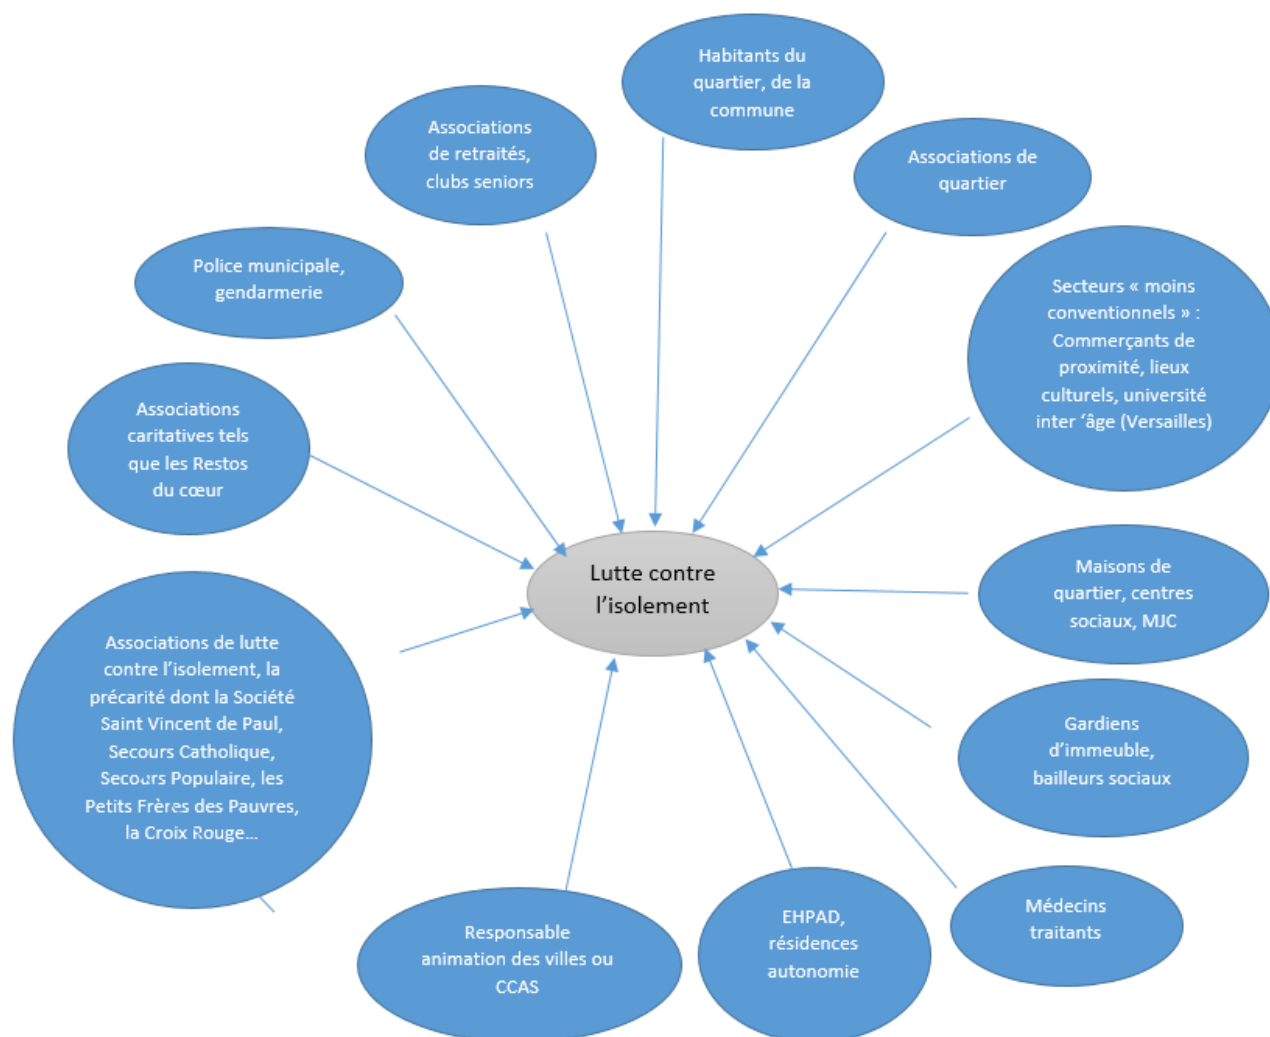 Habitants du
quartier, de la
commune
Associations
de retraités,
clubs seniors
Associations de
quartier
Police municipale,
gendarmerie
Secteurs « moins
conventionnels » :
Commerçants de
proximité, lieux
culturels, université
inter ‘âge (Versailles)
Associations
caritatives tels
que les Restos
du cœur
Lutte contre
l’isolement
Maisons de
quartier, centres
sociaux, MJC
Associations de lutte
contre l’isolement, la
précarité dont la Société
Saint Vincent de Paul,
Secours Catholique,
Secours Populaire, les
Petits Frères des Pauvres,
la Croix Rouge…
Gardiens
d’immeuble,
bailleurs sociaux
Médecins
traitants
EHPAD,
résidences
autonomie
Responsable
animation des villes ou
CCAS